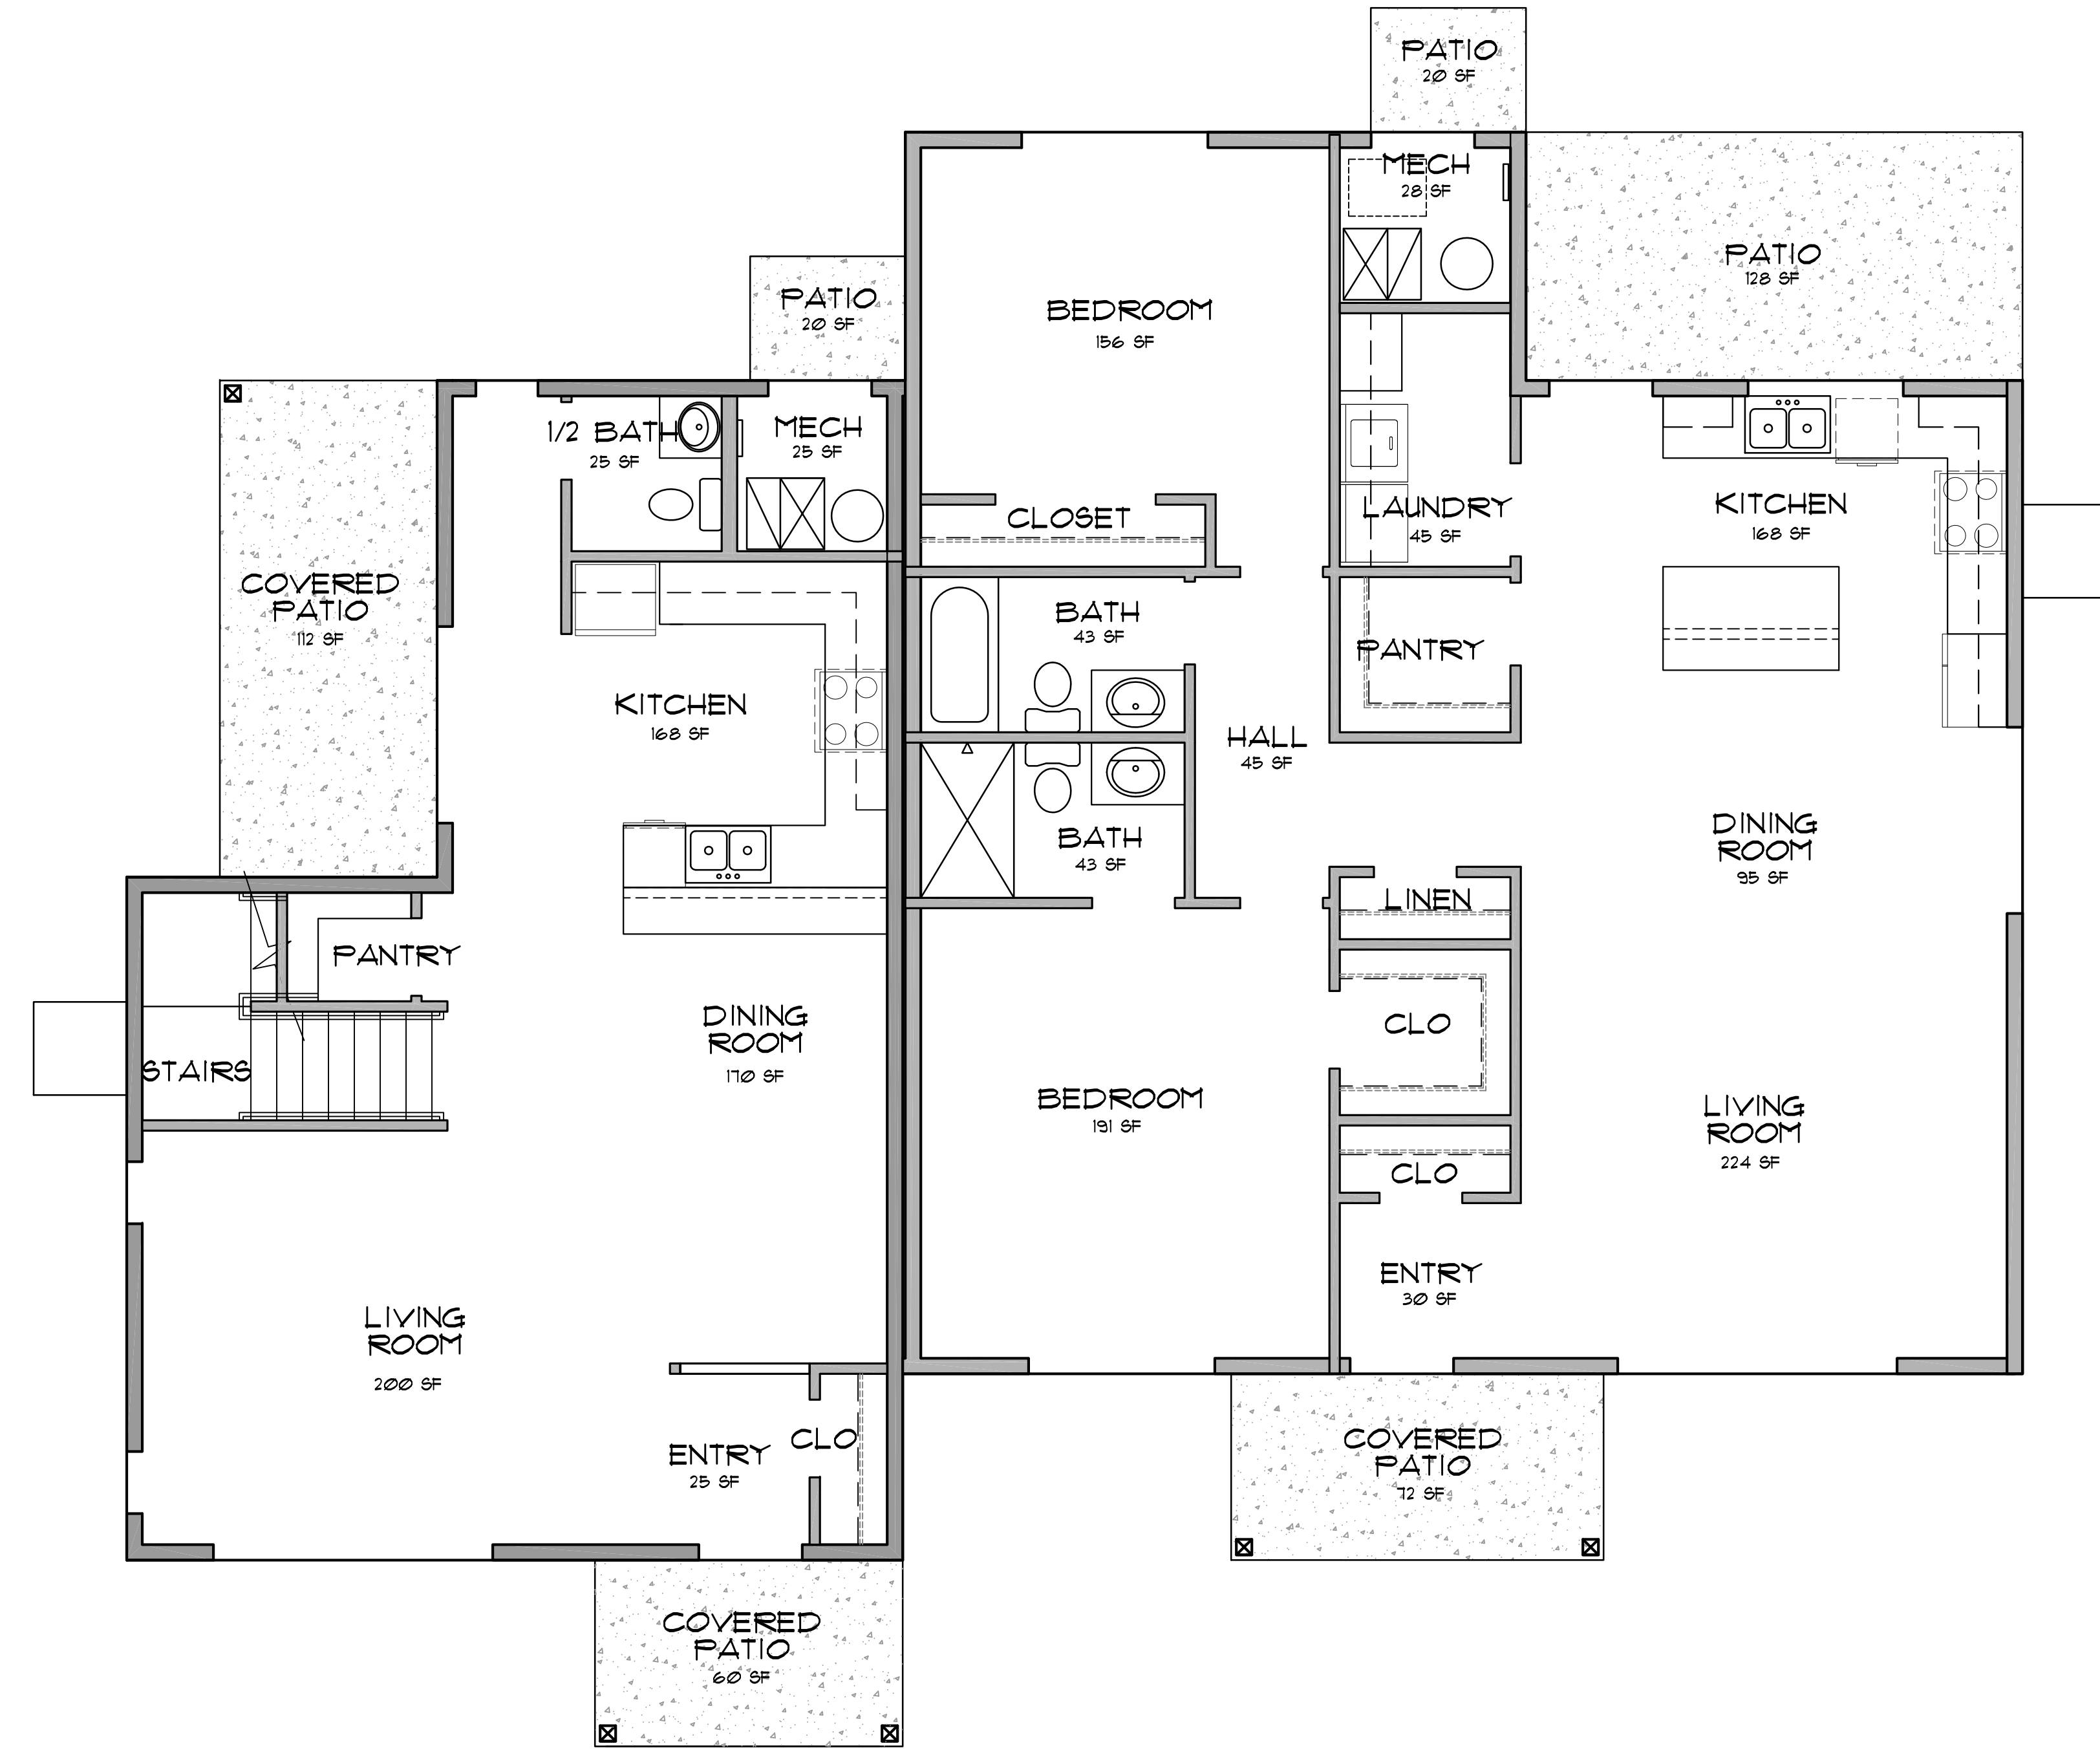 PATIO
20 SF
MECH
28 SF
PATIO
128 SF
BEDROOM
156 SF
PATIO
20 SF
1/2 BATH
25 SF
MECH
25 SF
CLOSET
LAUNDRY
45 SF
KITCHEN
168 SF
COVERED
PATIO
112 SF
BATH
43 SF
PANTRY
KITCHEN
168 SF
HALL
45 SF
BATH
43 SF
DINING
ROOM
95 SF
LINEN
PANTRY
STAIRS
DINING
ROOM
170 SF
CLO
BEDROOM
191 SF
LIVING
ROOM
224 SF
CLO
ENTRY
30 SF
LIVING
ROOM
200 SF
ENTRY
25 SF
CLO
COVERED
PATIO
72 SF
COVERED
PATIO
60 SF